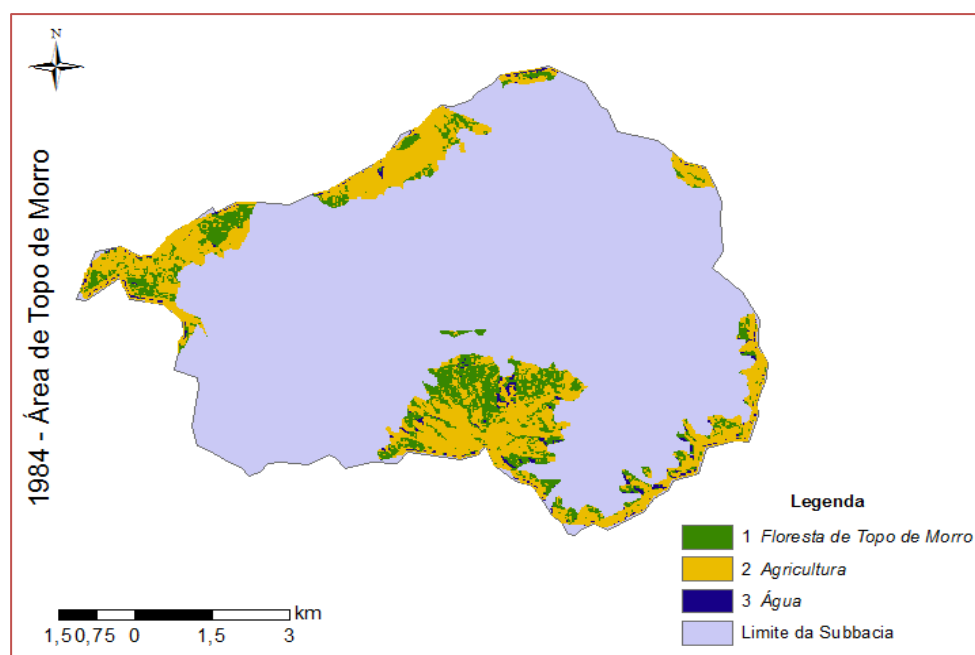 N
1984 - Área de Topo de Morro
Legenda
1 Floresta de Topo de Morro
2 Agricultura
3 Água
Limite da Subbacia
km
1,5 0,75 0 1,5 3